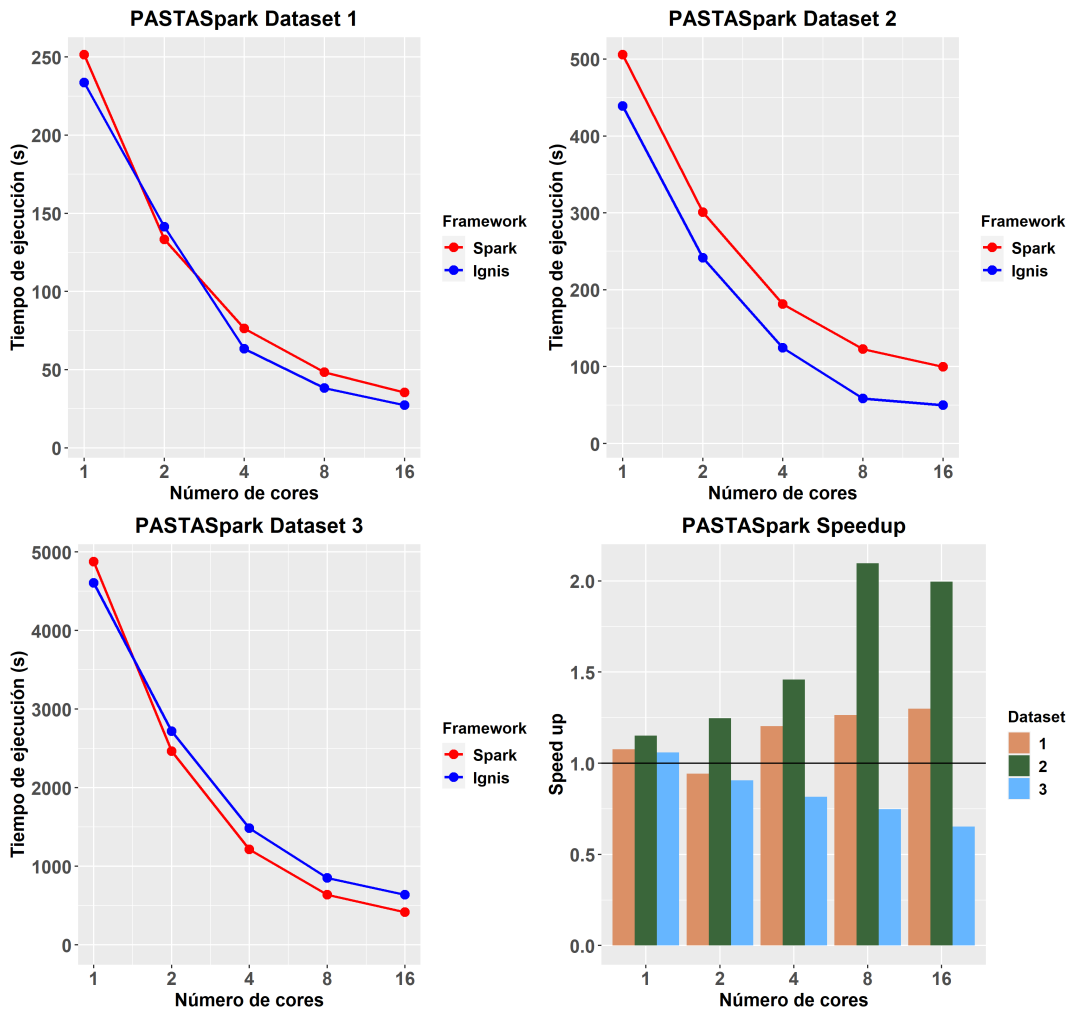 PASTASpark Dataset 1
Tiempo de ejecución (s)
250
200
150
100
50
0
1 2 4 8 16
Número de cores
Framework
Spark
Ignis
PASTASpark Dataset 2
Tiempo de ejecución (s)
500
400
300
200
100
0
1 2 4 8 16
Número de cores
Framework
Spark
Ignis
PASTASpark Dataset 3
Tiempo de ejecución (s)
5000
4000
3000
2000
1000
0
1 2 4 8 16
Número de cores
Framework
Spark
Ignis
PASTASpark Speedup
Speed up
2.0
1.5
1.0
0.5
0.0
1 2 4 8 16
Número de cores
Dataset
1
2
3